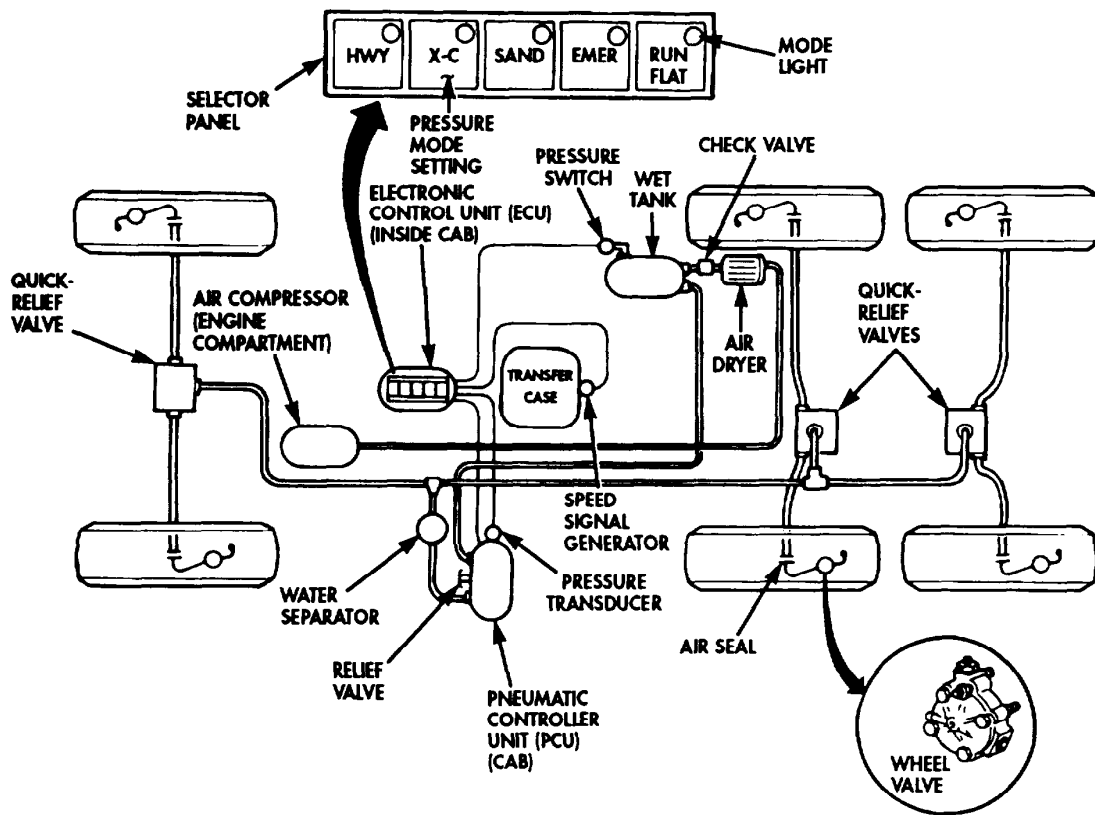 HWY
X-C
SAND
EMER
RUN
FLAT
MODE
LIGHT
SELECTOR
PANEL
PRESSURE
MODE
SETTING
PRESSURE
SWITCH
WET
TANK
CHECK VALVE
ELECTRONIC
CONTROL UNIT (ECU)
(INSIDE CAB)
QUICK-
RELIEF
VALVE
AIR COMPRESSOR
(ENGINE
COMPARTMENT)
TRANSFER
CASE
AIR
DRYER
QUICK-
RELIEF
VALVES
SPEED
SIGNAL
GENERATOR
WATER
SEPARATOR
PRESSURE
TRANSDUCER
RELIEF
VALVE
PNEUMATIC
CONTROLLER
UNIT (PCU)
(CAB)
AIR SEAL
WHEEL
VALVE